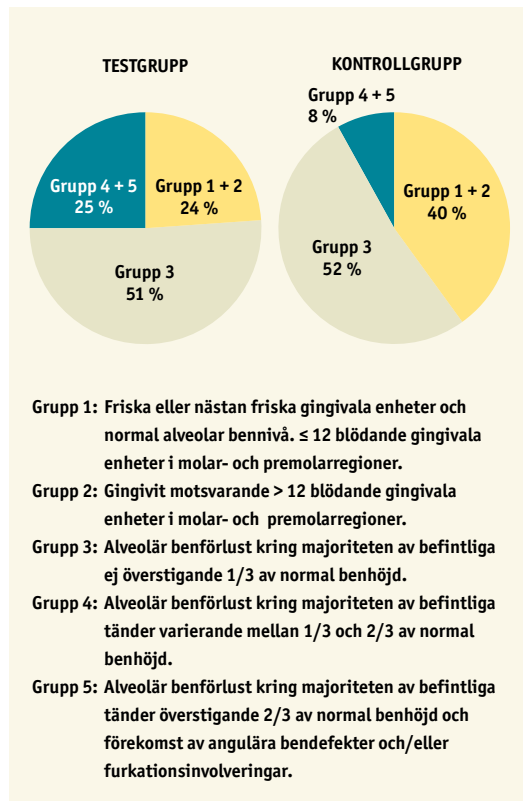 TESTGRUPP
KONTROLLGRUPP
Grupp 4 + 5
8 %
Grupp 4 + 5
25 %
Grupp 1 + 2
24 %
Grupp 3
51 %
Grupp 1 + 2
40 %
Grupp 3
52 %
Grupp 1: Friska eller nästan friska gingivala enheter och
normal alveolar bennivå. ≤ 12 blödande gingivala
enheter i molar- och premolarregioner.
Grupp 2: Gingivit motsvarande > 12 blödande gingivala
enheter i molar- och premolarregioner.
Grupp 3: Alveolär benförlust kring majoriteten av befintliga
ej överstigande 1/3 av normal benhöjd.
Grupp 4: Alveolär benförlust kring majoriteten av befintliga
tänder varierande mellan 1/3 och 2/3 av normal
benhöjd.
Grupp 5: Alveolär benförlust kring majoriteten av befintliga
tänder överstigande 2/3 av normal benhöjd och
förekomst av angulära bendefekter och/eller
furkationsinvolveringar.